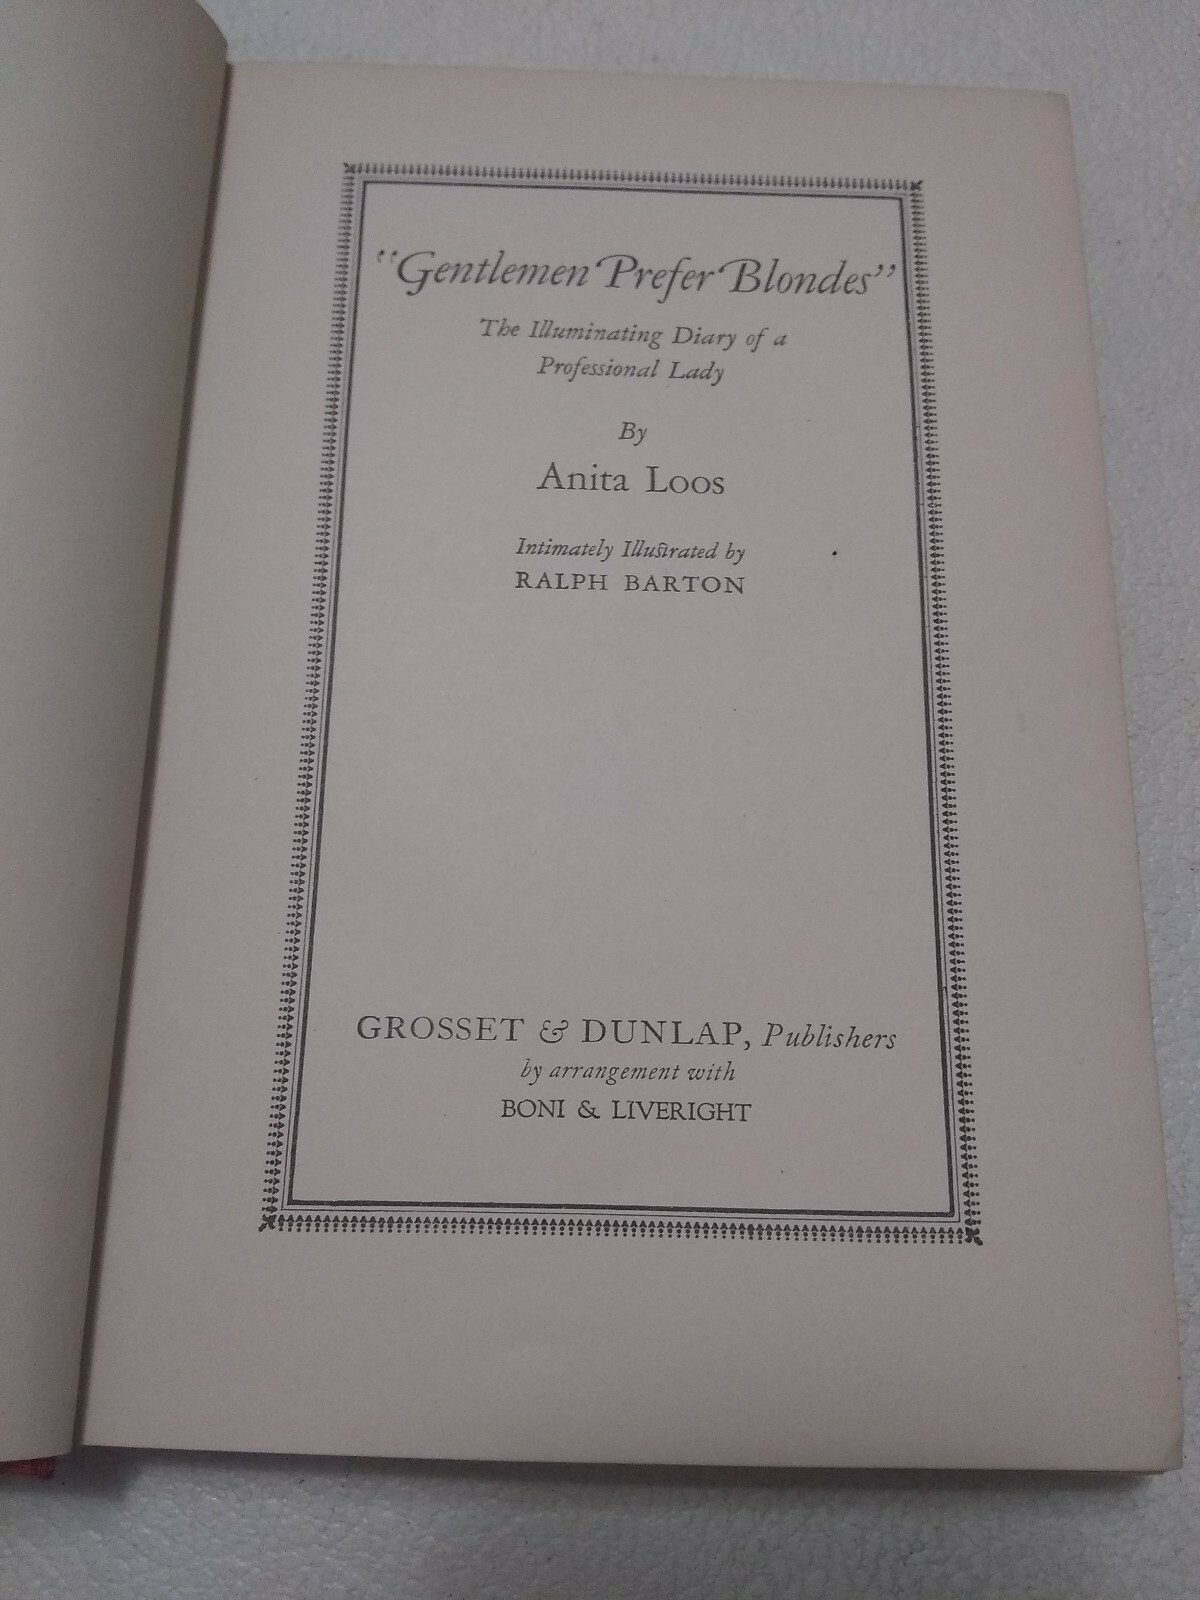 "Gentlemen Prefer Blondes"
The Illuminating Diary of a
Professional Lady
By
Anita Loos
Intimately Illustrated by
RALPH BARTON
GROSSET & DUNLAP, Publishers
by arrangement with
BONI & LIVERIGHT